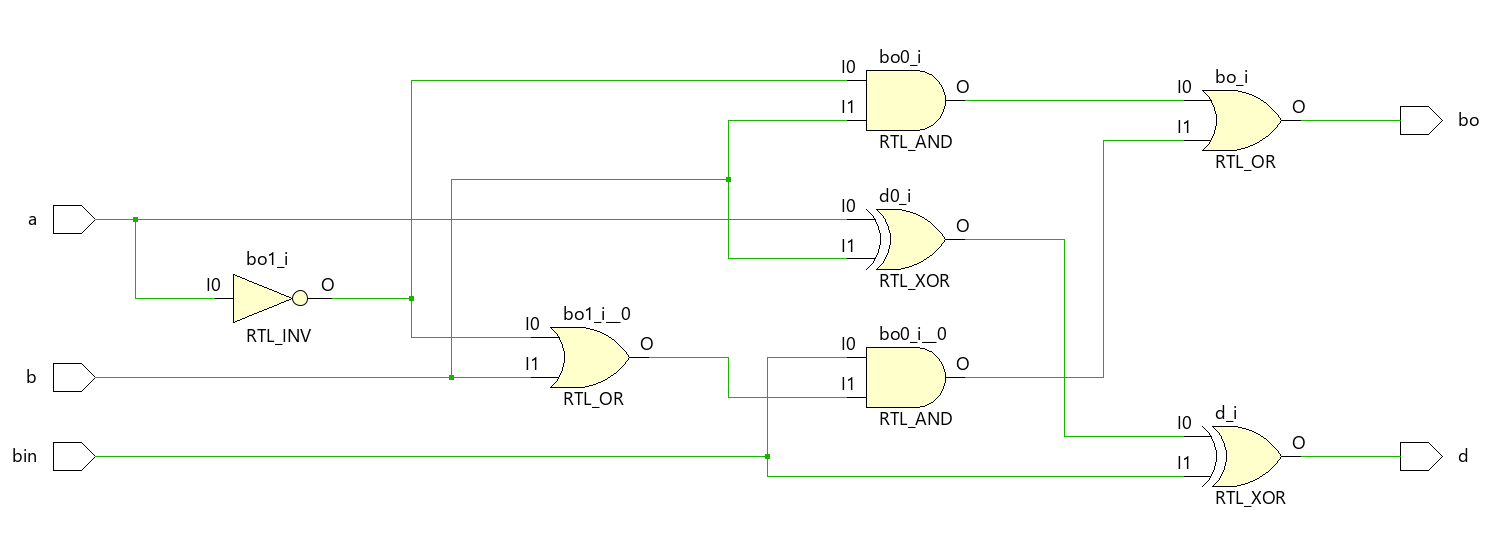 bo0_i
I0
I1
O
RTL_AND
bo_i
I0
I1
O
RTL_OR
bo
a
d0_i
I0
I1
O
RTL_XOR
bo1_i
I0
O
RTL_INV
bo1_i__0
I0
I1
O
RTL_OR
b
bo0_i__0
I0
I1
O
RTL_AND
bin
d_i
I0
I1
O
RTL_XOR
d